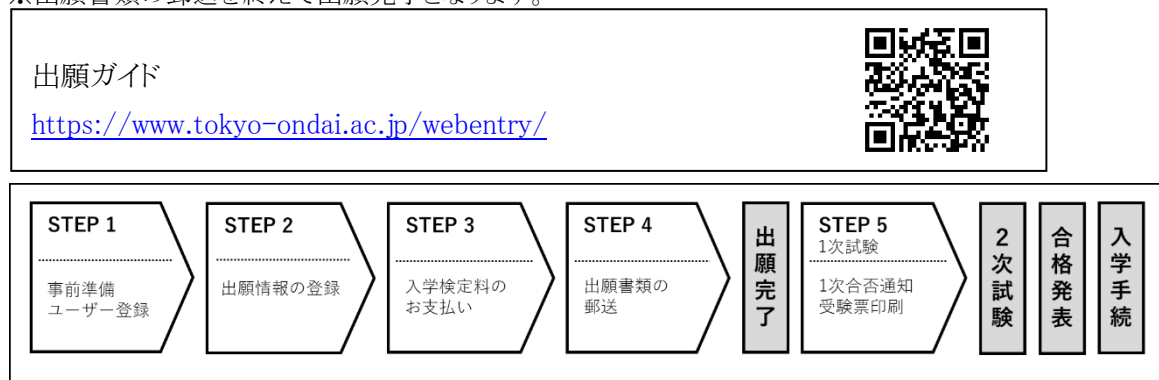 ※出願書類の郵送を終えて出願完了となります。
出願ガイド
https://www.tokyo-ondai.ac.jp/webentry/
STEP 1
事前準備
ユーザー登録
STEP 2
出願情報の登録
STEP 3
入学検定料の
お支払い
STEP 4
出願書類の
郵送
出願完了
STEP 5
1次試験
1次合否通知
受験票印刷
2次試験
合格発表
入学手続